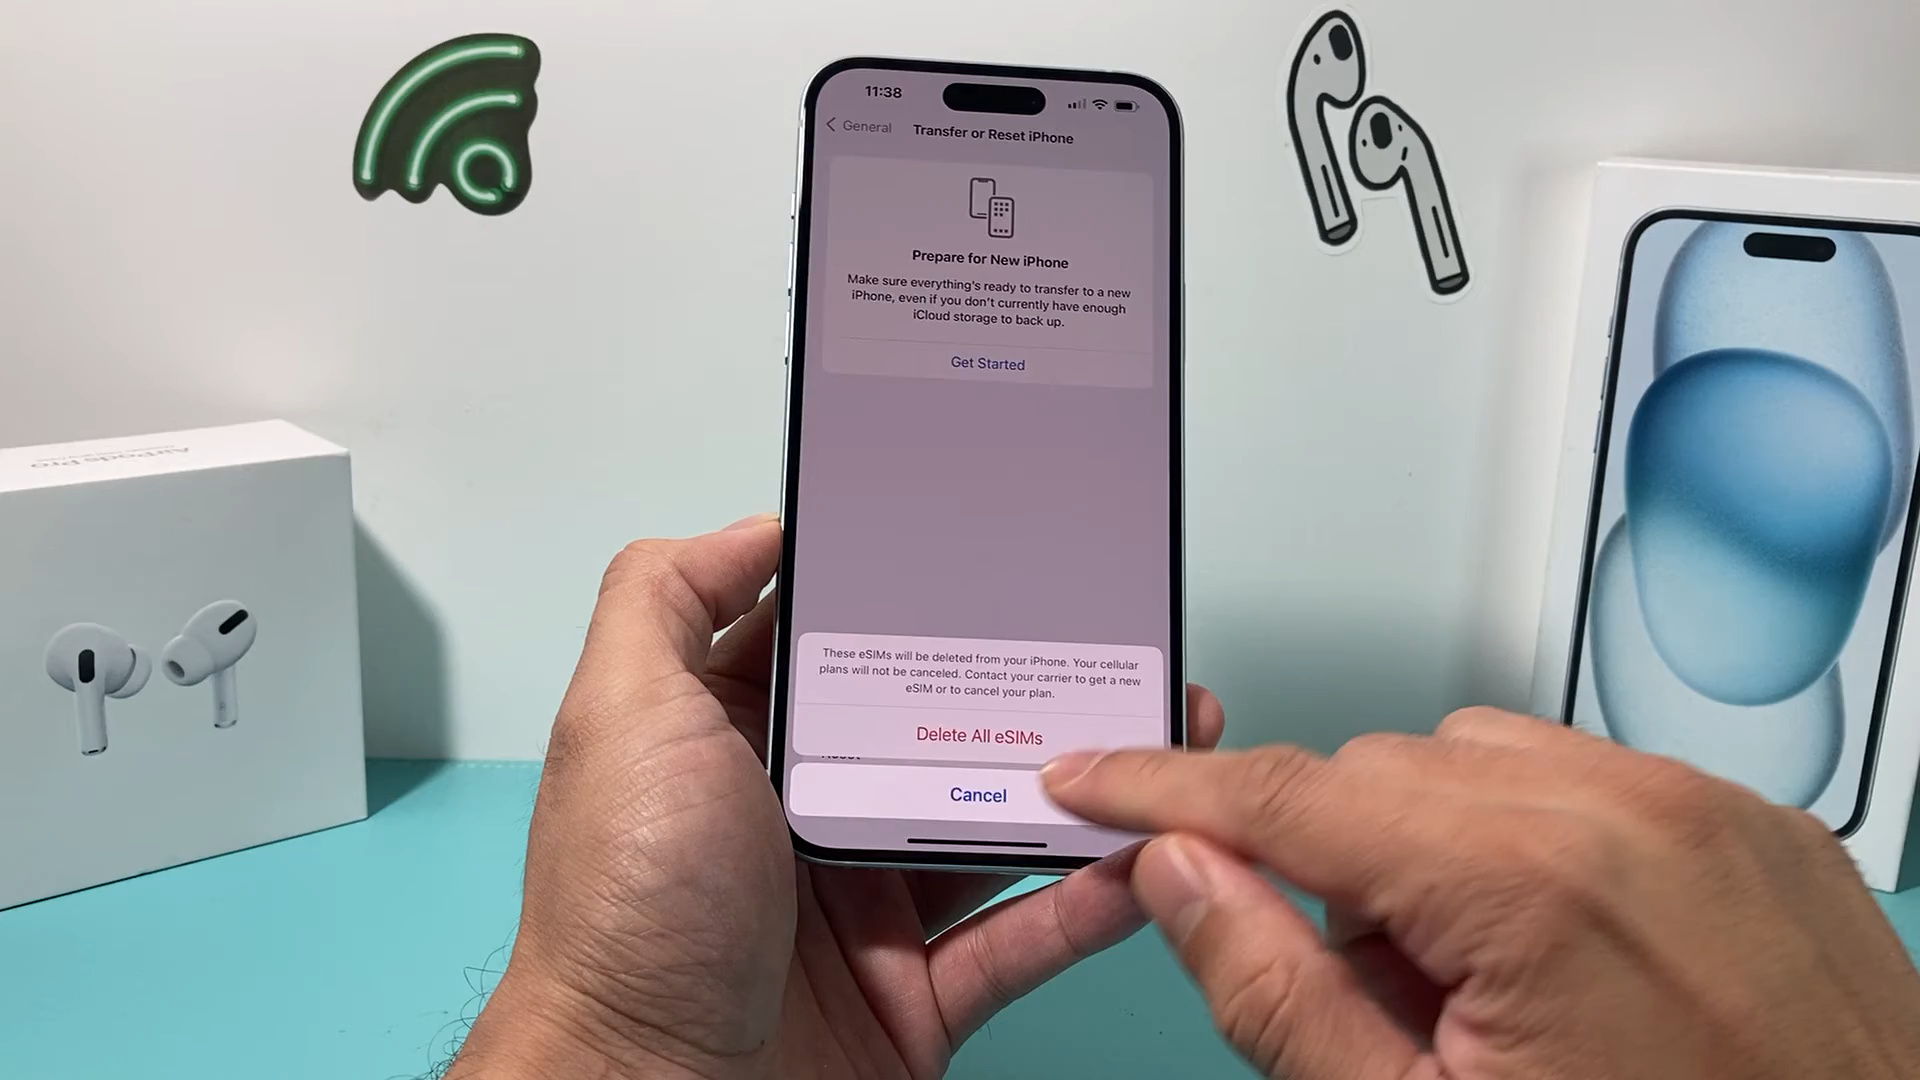 11:38
General
Transfer or Reset iPhone
Prepare for New iPhone
Make sure everything's ready to transfer to a new
iPhone, even if you don't currently have enough
iCloud storage to back up.
Get Started
These eSIMs will be deleted from your iPhone. Your cellular
plans will not be canceled. Contact your carrier to get a new
eSIM or to cancel your plan.
Delete All eSIMs
Reset
Cancel
AirPods Pro